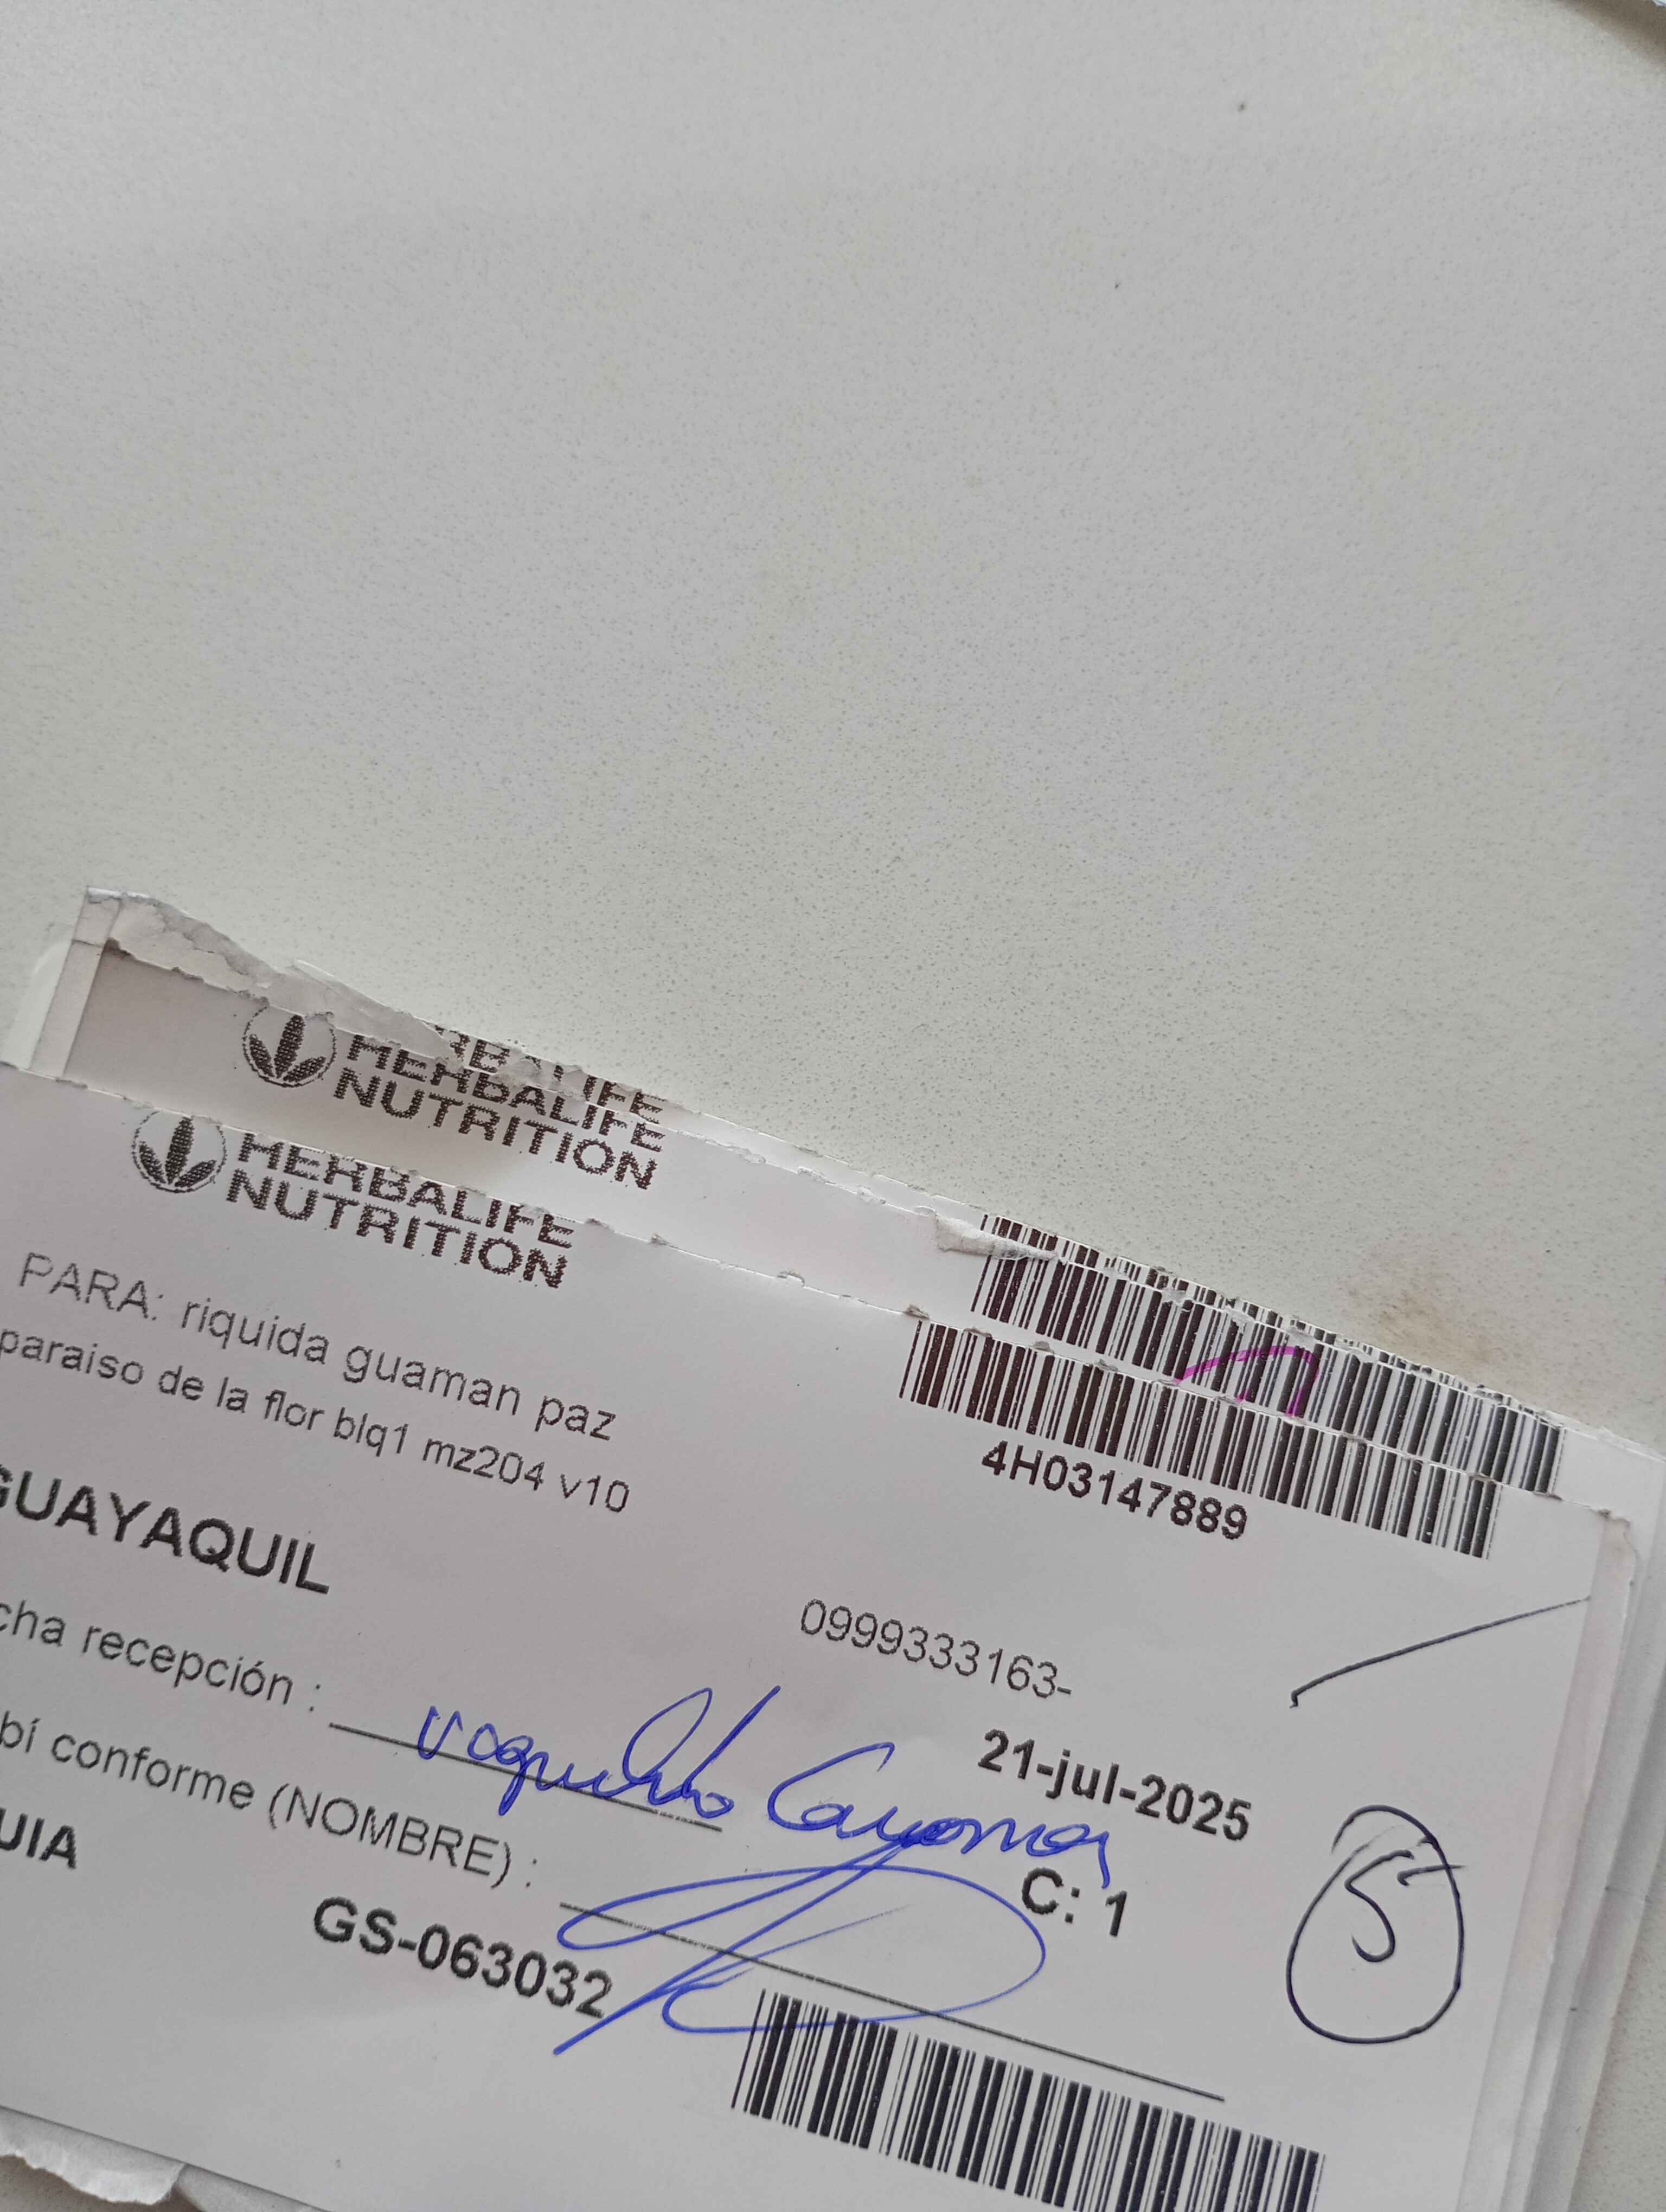 HERBALIFE
NUTRITION
HERBALIFE
NUTRITION
PARA: riquida guaman paz
paraiso de la flor blq1 mz204 v10
4H03147889
GUAYAQUIL
0999333163-
cha recepción :
21-jul-2025
bí conforme (NOMBRE) :
C: 1
5
UIA
GS-063032